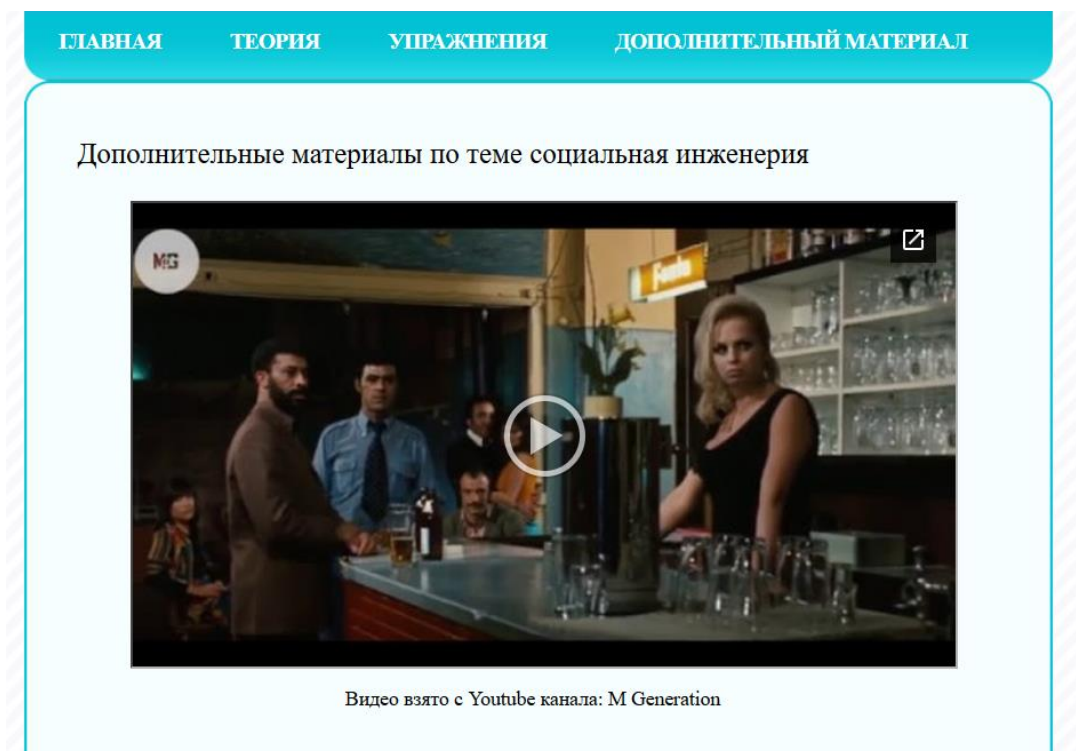 ГЛАВНАЯ ТЕОРИЯ УПРАЖНЕНИЯ ДОПОЛНИТЕЛЬНЫЙ МАТЕРИАЛ
Дополнительные материалы по теме социальная инженерия
MG
Fanta
Видео взято с Youtube канала: M Generation